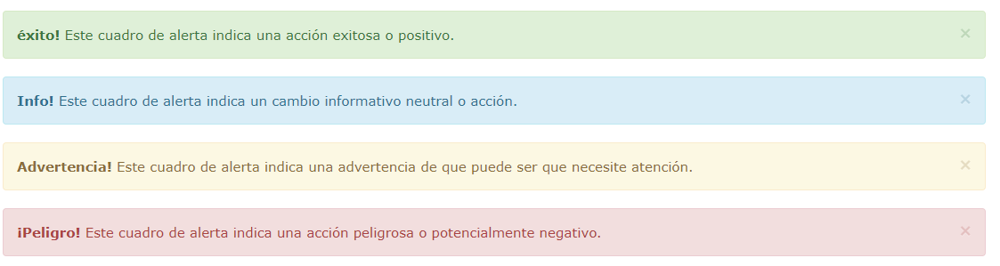 éxito! Este cuadro de alerta indica una acción exitosa o positivo. ×
Info! Este cuadro de alerta indica un cambio informativo neutral o acción. ×
Advertencia! Este cuadro de alerta indica una advertencia de que puede ser que necesite atención. ×
¡Peligro! Este cuadro de alerta indica una acción peligrosa o potencialmente negativo. ×